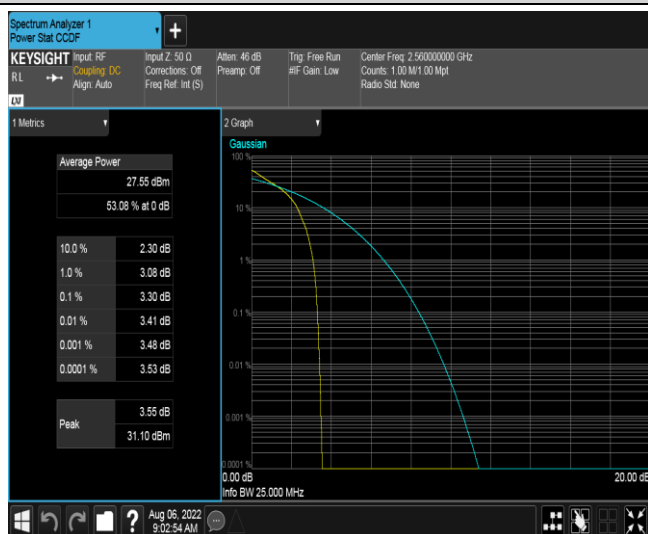 Spectrum Analyzer 1
Power Stat CCDF
+
KEYSIGHT
RL
LXI
Input: RF
Coupling: DC
Align: Auto
Input Z: 50 Ω
Corrections: Off
Freq Ref: Int (S)
Atten: 46 dB
Preamp: Off
Trig: Free Run
#IF Gain: Low
Center Freq: 2.560000000 GHz
Counts: 1.00 M/1.00 Mpt
Radio Std: None
1 Metrics
Average Power
27.55 dBm
53.08 % at 0 dB
10.0 % 2.30 dB
1.0 % 3.08 dB
0.1 % 3.30 dB
0.01 % 3.41 dB
0.001 % 3.48 dB
0.0001 % 3.53 dB
Peak
3.55 dB
31.10 dBm
2 Graph
Gaussian
100 %
10 %
1 %
0.1 %
0.01 %
0.001 %
0.0001 %
0.00 dB 20.00 dB
Info BW 25.000 MHz
?
Aug 06, 2022
9:02:54 AM